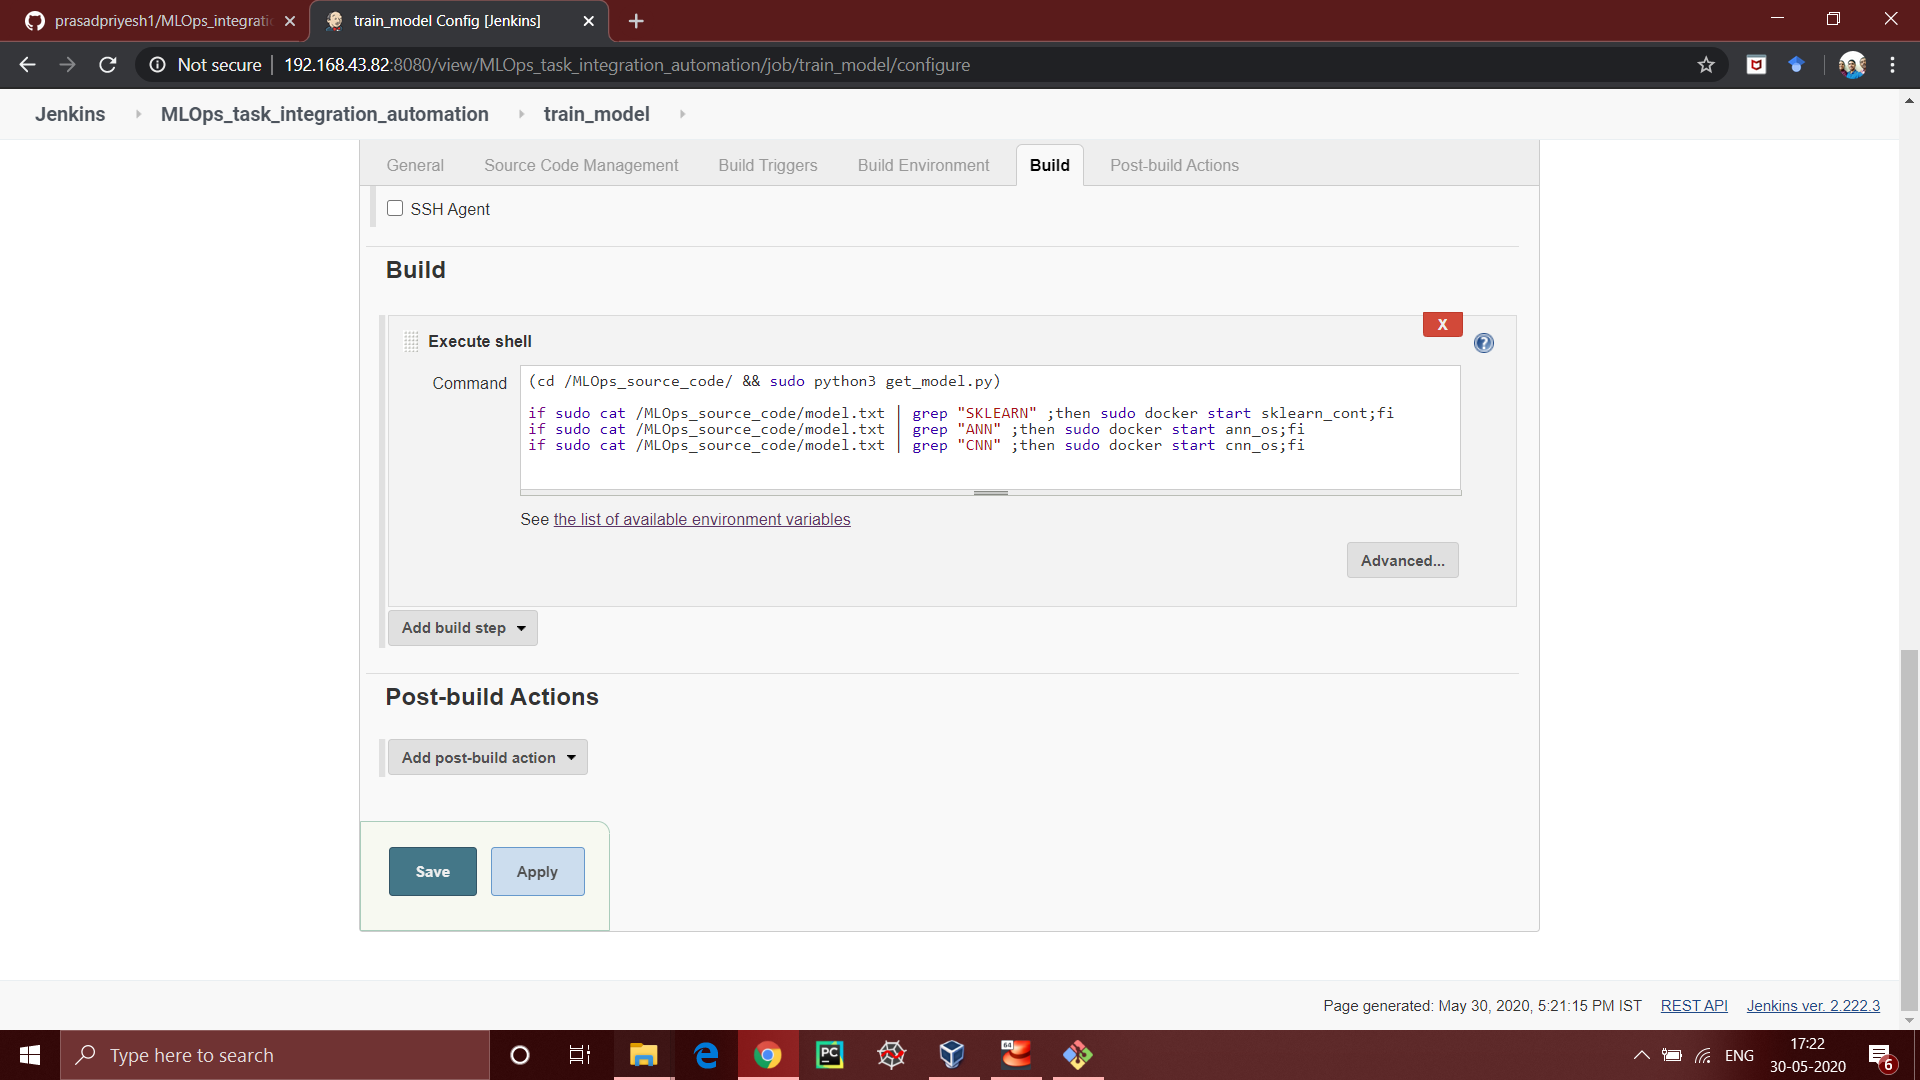 prasadpriyesh1/MLOps_integrati
train_model Config [Jenkins]
Not secure
192.168.43.82:8080/view/MLOps_task_integration_automation/job/train_model/configure
Jenkins
MLOps_task_integration_automation
train_model
General
Source Code Management
Build Triggers
Build Environment
Build
Post-build Actions
SSH Agent
Build
X
Execute shell
?
Command
(cd /MLOps_source_code/ && sudo python3 get_model.py)
if sudo cat /MLOps_source_code/model.txt | grep "SKLEARN" ;then sudo docker start sklearn_cont;fi
if sudo cat /MLOps_source_code/model.txt | grep "ANN" ;then sudo docker start ann_os;fi
if sudo cat /MLOps_source_code/model.txt | grep "CNN" ;then sudo docker start cnn_os;fi
See the list of available environment variables
Advanced...
Add build step
Post-build Actions
Add post-build action
Save
Apply
Page generated: May 30, 2020, 5:21:15 PM IST
REST API
Jenkins ver. 2.222.3
Type here to search
PC
64
ENG
17:22
30-05-2020
6